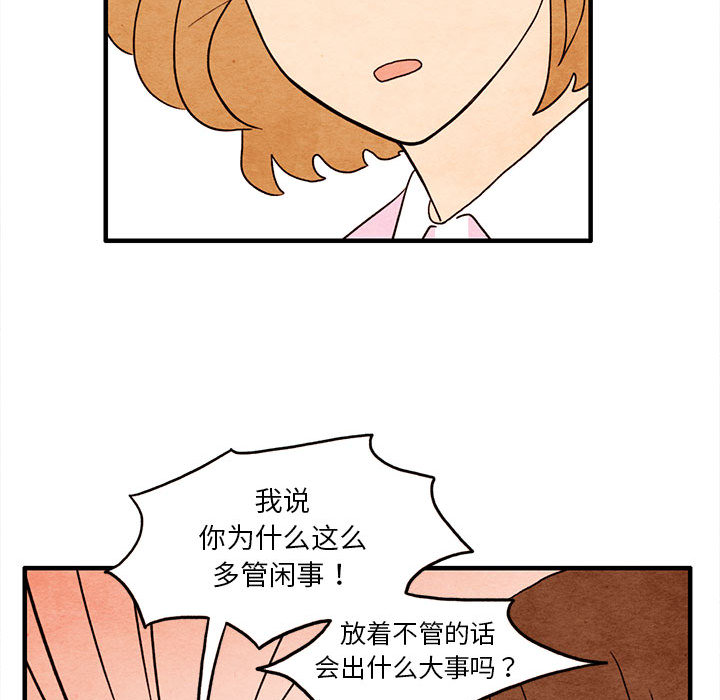 我说
你为什么这么
多管闲事！
放着不管的话
会出什么大事吗？